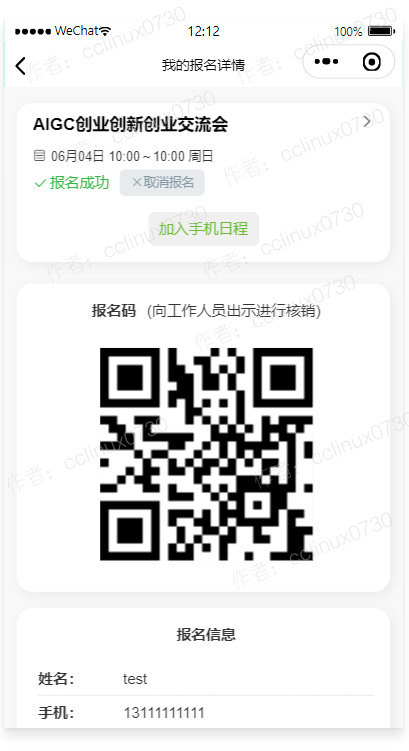 WeChat 12:12 100%
我的报名详情
AIGC创业创新创业交流会
06月04日 10:00～10:00 周日
报名成功 ×取消报名
加入手机日程
报名码 (向工作人员出示进行核销)
报名信息
姓名: test
手机: 13111111111
作者: cclinux0730